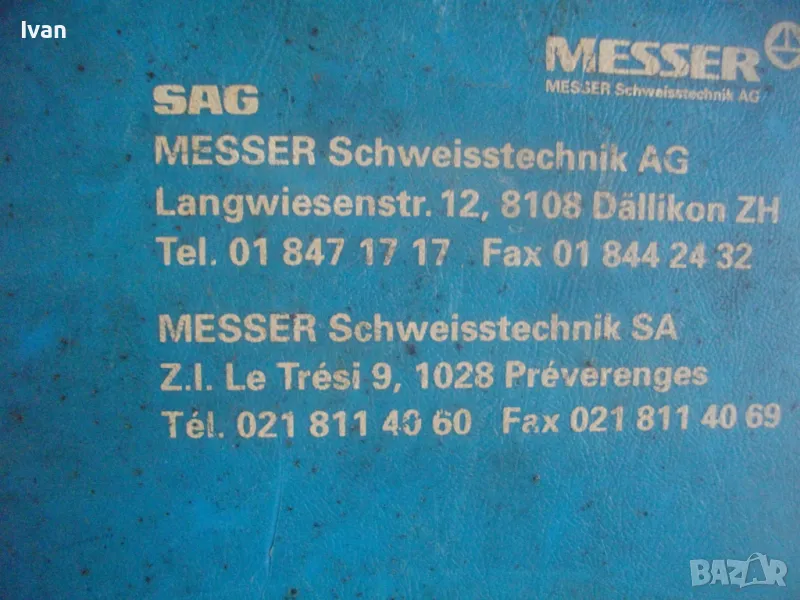 Ivan
MESSER
MESSER Schweisstechnik AG
SAG
MESSER Schweisstechnik AG
Langwiesenstr. 12, 8108 Dällikon ZH
Tel. 01 847 17 17 Fax 01 844 24 32
MESSER Schweisstechnik SA
Z.I. Le Trési 9, 1028 Préverenges
Tél. 021 811 40 60 Fax 021 811 40 69
BAZAR